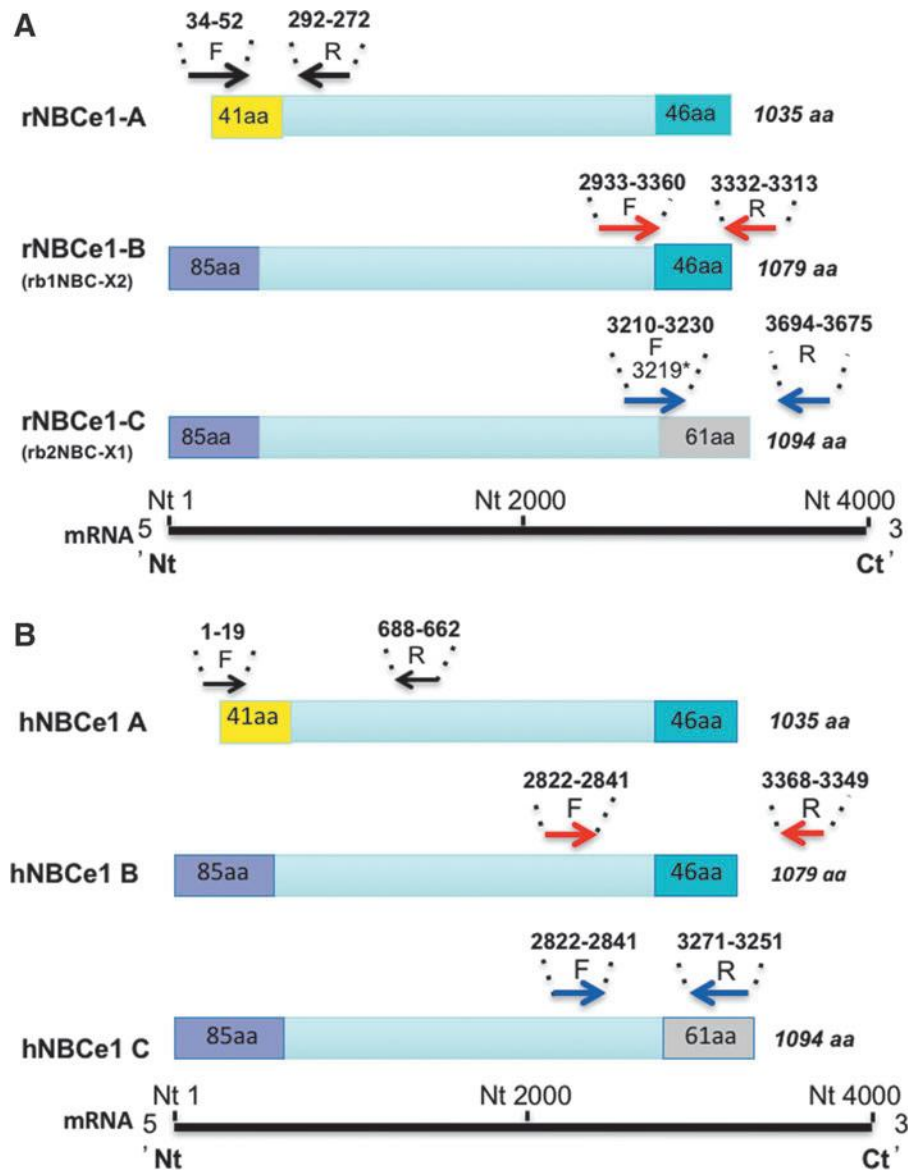 A
34-52 292-272
F R
rNBCe1-A 41aa 46aa 1035 aa
2933-3360 3332-3313
F R
rNBCe1-B 85aa 46aa 1079 aa
(rb1NBC-X2)
3210-3230 3694-3675
F R
3219*
rNBCe1-C 85aa 61aa 1094 aa
(rb2NBC-X1)
Nt 1 Nt 2000 Nt 4000
mRNA 5 3
' Nt Ct '
B
1-19 688-662
F R
hNBCe1 A 41aa 46aa 1035 aa
2822-2841 3368-3349
F R
hNBCe1 B 85aa 46aa 1079 aa
2822-2841 3271-3251
F R
hNBCe1 C 85aa 61aa 1094 aa
Nt 1 Nt 2000 Nt 4000
mRNA 5 3
' Nt Ct '